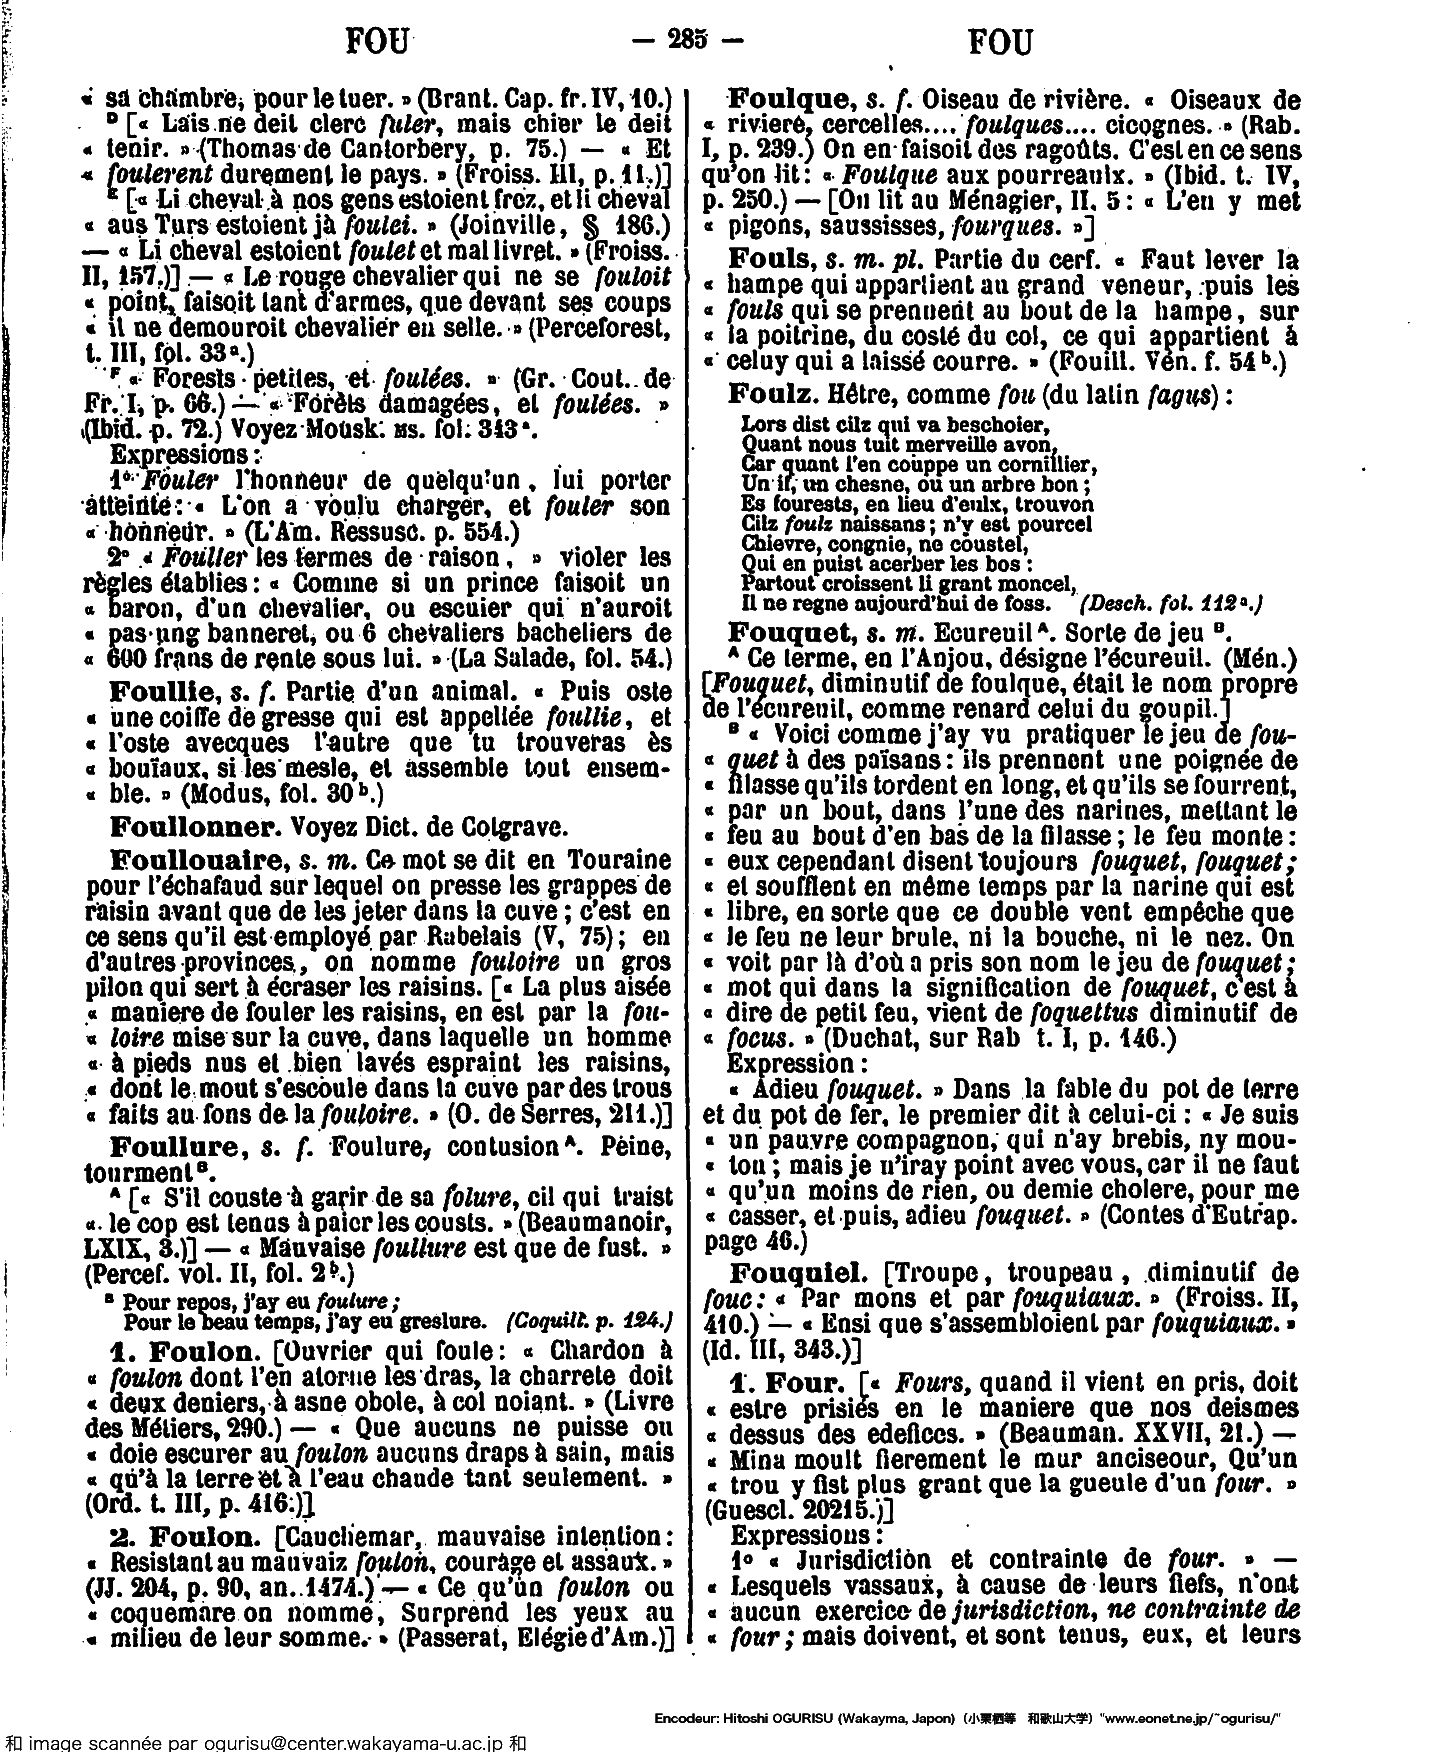 FOU — 285 — FOU
« sa chambre, pour le tuer. » (Brant. Cap. fr. IV, 10.)
D [« Lais ne deit clerc fuler, mais chier le deit
« tenir. » (Thomas de Cantorbery, p. 75.) — « Et
« foulerent durement le pays. » (Froiss. III, p. 11.)]
E [« Li cheval à nos gens estoient frez, et li cheval
« aus Turs estoient jà foulei. » (Joinville, § 186.)
— « Li cheval estoient foulet et mal livret. » (Froiss.
II, 157.)] — « Le rouge chevalier qui ne se fouloit
« point, faisoit tant d'armes, que devant ses coups
« il ne demouroit chevalier en selle. » (Perceforest,
t. III, fol. 33ª.)
F « Forests petites, et foulées. » (Gr. Cout. de
Fr. I, p. 66.) — « Forêts damagées, et foulées. »
(Ibid. p. 72.) Voyez Mousk. MS. fol. 343ª.
Expressions :
1° Fouler l'honneur de quelqu'un, lui porter
atteinte : « L'on a voulu charger, et fouler son
« honneur. » (L'Am. Ressusc. p. 554.)
2° « Fouller les termes de raison, » violer les
règles établies : « Comme si un prince faisoit un
« baron, d'un chevalier, ou escuier qui n'auroit
« pas ung banneret, ou 6 chevaliers bacheliers de
« 600 frans de rente sous lui. » (La Salade, fol. 54.)
Foullie, s. f. Partie d'un animal. « Puis oste
« une coiffe de gresse qui est appellée foullie, et
« l'oste avecques l'autre que tu trouveras ès
« bouïaux, si les mesle, et assemble tout ensem-
« ble. » (Modus, fol. 30 b.)
Foullonner. Voyez Dict. de Cotgrave.
Foullouaire, s. m. Ce mot se dit en Touraine
pour l'échafaud sur lequel on presse les grappes de
raisin avant que de les jeter dans la cuve ; c'est en
ce sens qu'il est employé par Rabelais (V, 75) ; en
d'autres provinces, on nomme fouloire un gros
pilon qui sert à écraser les raisins. [« La plus aisée
« maniere de fouler les raisins, en est par la fou-
« loire mise sur la cuve, dans laquelle un homme
« à pieds nus et bien lavés espraint les raisins,
« dont le mout s'escoule dans la cuve par des trous
« faits au fons de la fouloire. » (O. de Serres, 211.)]
Foullure, s. f. Foulure, contusion A. Peine,
tourment B.
A [« S'il couste à garir de sa folure, cil qui traist
« le cop est tenus à paier les cousts. » (Beaumanoir,
LXIX, 3.)] — « Mauvaise foullure est que de fust. »
(Percef. vol. II, fol. 2 b.)
B Pour repos, j'ay eu foulure ;
Pour le beau temps, j'ay eu greslure. (Coquilt. p. 124.)
1. Foulon. [Ouvrier qui foule : « Chardon à
« foulon dont l'en atorne les dras, la charrete doit
« deux deniers, à asne obole, à col noiant. » (Livre
des Métiers, 290.) — « Que aucuns ne puisse ou
« doie escurer au foulon aucuns draps à sain, mais
« qu'à la terre et à l'eau chaude tant seulement. »
(Ord. t. III, p. 416.)]
2. Foulon. [Cauchemar, mauvaise intention :
« Resistant au mauvaiz foulon, courage et assaut. »
(JJ. 204, p. 90, an. 1474.) — « Ce qu'un foulon ou
« coquemare on nomme, Surprend les yeux au
« milieu de leur somme. » (Passerat, Elégie d'Am.)]
Foulque, s. f. Oiseau de rivière. « Oiseaux de
« riviere, cercelles.... foulques.... cicognes. » (Rab.
I, p. 239.) On en faisoit des ragoûts. C'est en ce sens
qu'on lit : « Foulque aux pourreaulx. » (Ibid. t. IV,
p. 250.) — [On lit au Ménagier, II, 5 : « L'en y met
« pigons, saussisses, fourques. »]
Fouls, s. m. pl. Partie du cerf. « Faut lever la
« hampe qui appartient au grand veneur, puis les
« fouls qui se prennent au bout de la hampe, sur
« la poitrine, du costé du col, ce qui appartient à
« celuy qui a laissé courre. » (Fouill. Vén. f. 54 b.)
Foulz. Hêtre, comme fou (du latin fagus) :
Lors dist cilz qui va beschoier,
Quant nous tuit merveille avon,
Car quant l'en couppe un cornillier,
Un if, un chesne, ou un arbre bon ;
Es fourests, en lieu d'eulx, trouvon
Cilz foulz naissans ; n'y est pourcel
Chievre, congnie, ne coustel,
Qui en puist acerber les bos :
Partout croissent li grant moncel,
Il ne regne aujourd'hui de foss. (Desch. fol. 112ª.)
Fouquet, s. m. Ecureuil A. Sorte de jeu B.
A Ce terme, en l'Anjou, désigne l'écureuil. (Mén.)
[Fouquet, diminutif de foulque, était le nom propre
de l'écureuil, comme renard celui du goupil.]
B « Voici comme j'ay vu pratiquer le jeu de fou-
« quet à des païsans : ils prennent une poignée de
« filasse qu'ils tordent en long, et qu'ils se fourrent,
« par un bout, dans l'une des narines, mettant le
« feu au bout d'en bas de la filasse ; le feu monte :
« eux cependant disent toujours fouquet, fouquet ;
« et soufflent en même temps par la narine qui est
« libre, en sorte que ce double vent empêche que
« le feu ne leur brule, ni la bouche, ni le nez. On
« voit par là d'où a pris son nom le jeu de fouquet ;
« mot qui dans la signification de fouquet, c'est à
« dire de petit feu, vient de foquettus diminutif de
« focus. » (Duchat, sur Rab t. I, p. 146.)
Expression :
« Adieu fouquet. » Dans la fable du pot de terre
et du pot de fer, le premier dit à celui-ci : « Je suis
« un pauvre compagnon, qui n'ay brebis, ny mou-
« ton ; mais je n'iray point avec vous, car il ne faut
« qu'un moins de rien, ou demie cholere, pour me
« casser, et puis, adieu fouquet. » (Contes d'Eutrap.
page 46.)
Fouquiel. [Troupe, troupeau, diminutif de
fouc : « Par mons et par fouquiaux. » (Froiss. II,
410.) — « Ensi que s'assembloient par fouquiaux. »
(Id. III, 343.)]
1. Four. [« Fours, quand il vient en pris, doit
« estre prisiés en le maniere que nos deismes
« dessus des edefices. » (Beauman. XXVII, 21.) —
« Mina moult fierement le mur anciseour, Qu'un
« trou y fist plus grant que la gueule d'un four. »
(Guescl. 20215.)]
Expressions :
1° « Jurisdiction et contrainte de four. » —
« Lesquels vassaux, à cause de leurs fiefs, n'ont
« aucun exercice de jurisdiction, ne contrainte de
« four ; mais doivent, et sont tenus, eux, et leurs
Encodeur: Hitoshi OGURISU (Wakayma, Japon) (小栗栖等 和歌山大学) "www.eonet.ne.jp/~ogurisu/"
和 image scannée par ogurisu@center.wakayama-u.ac.jp 和